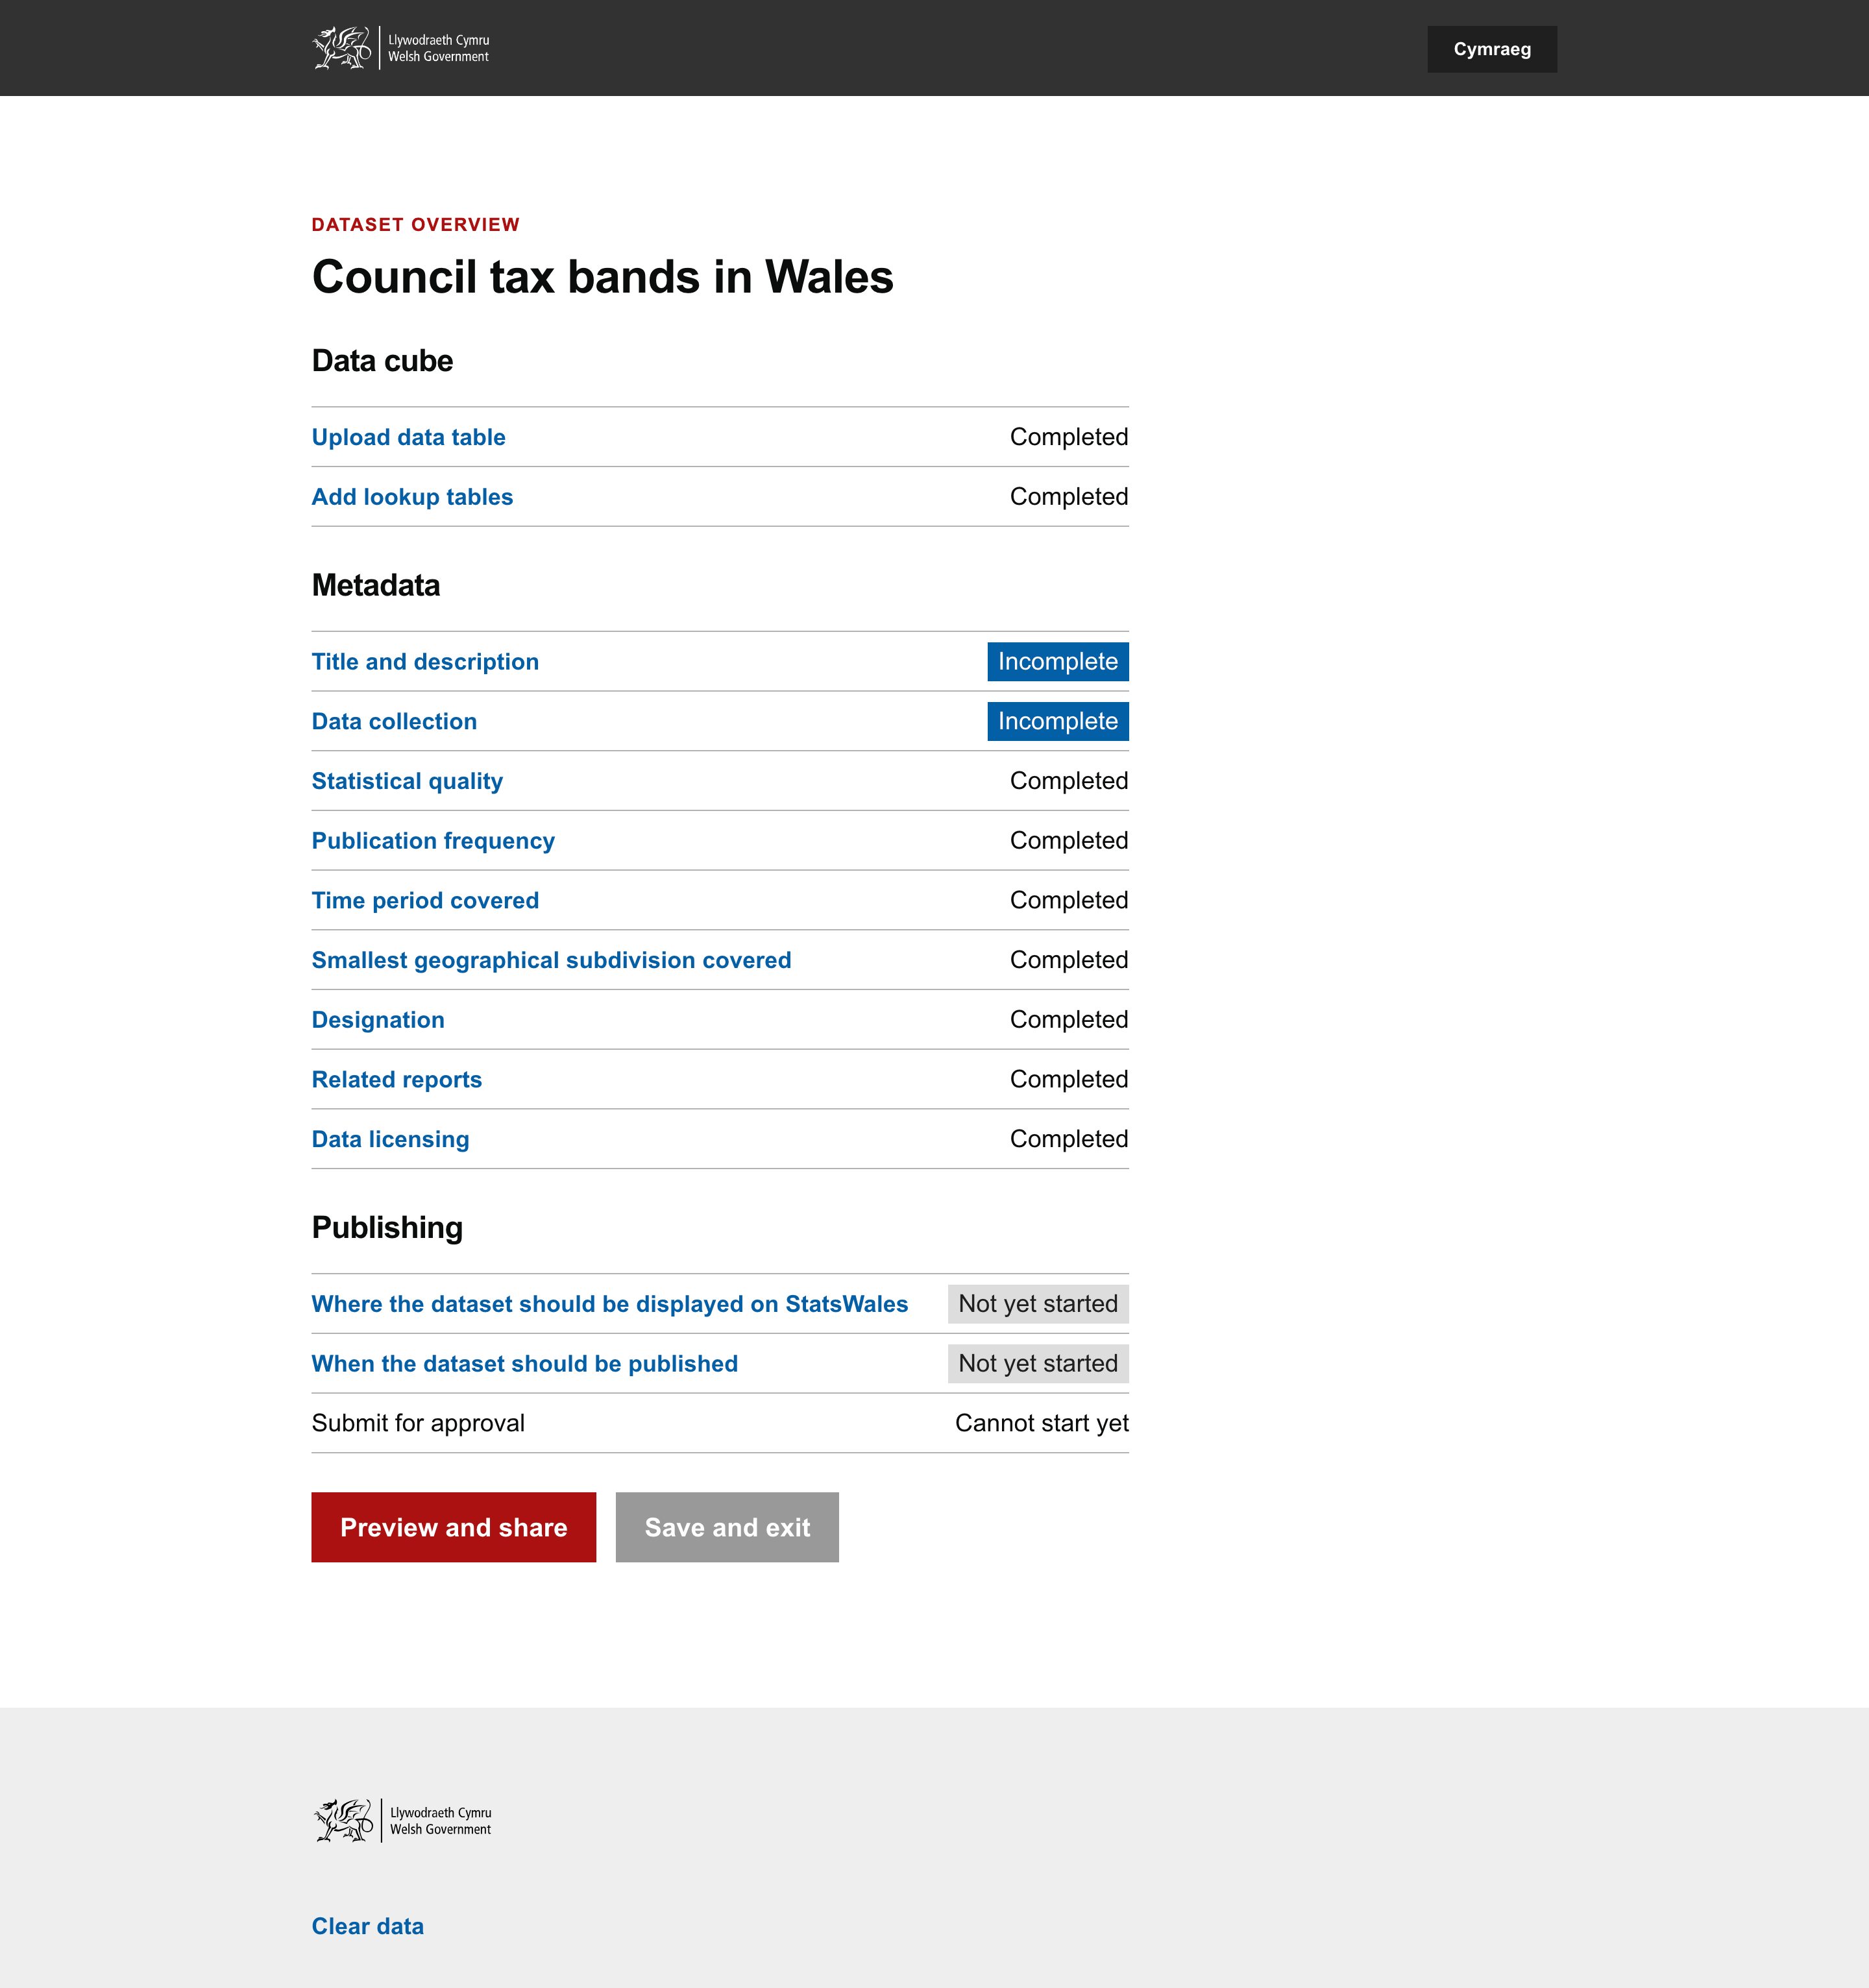 Llywodraeth Cymru
Welsh Government
Cymraeg
DATASET OVERVIEW
Council tax bands in Wales
Data cube
Upload data table Completed
Add lookup tables Completed
Metadata
Title and description Incomplete
Data collection Incomplete
Statistical quality Completed
Publication frequency Completed
Time period covered Completed
Smallest geographical subdivision covered Completed
Designation Completed
Related reports Completed
Data licensing Completed
Publishing
Where the dataset should be displayed on StatsWales Not yet started
When the dataset should be published Not yet started
Submit for approval Cannot start yet
Preview and share Save and exit
Llywodraeth Cymru
Welsh Government
Clear data